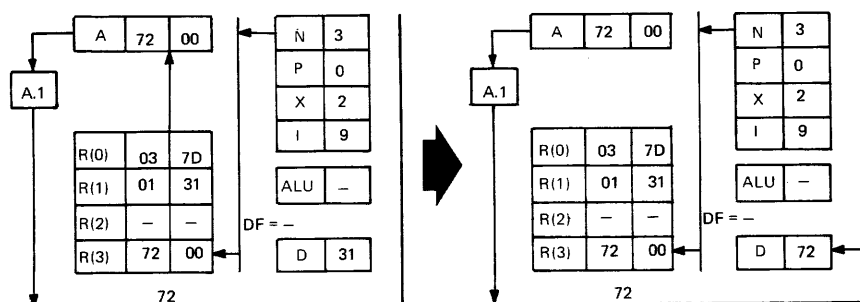 A 72 00
A.1
N 3
P 0
X 2
I 9
R(0) 03 7D
R(1) 01 31
R(2) – –
R(3) 72 00
ALU –
DF = –
D 31
72
A 72 00
A.1
N 3
P 0
X 2
I 9
R(0) 03 7D
R(1) 01 31
R(2) – –
R(3) 72 00
ALU –
DF = –
D 72
72